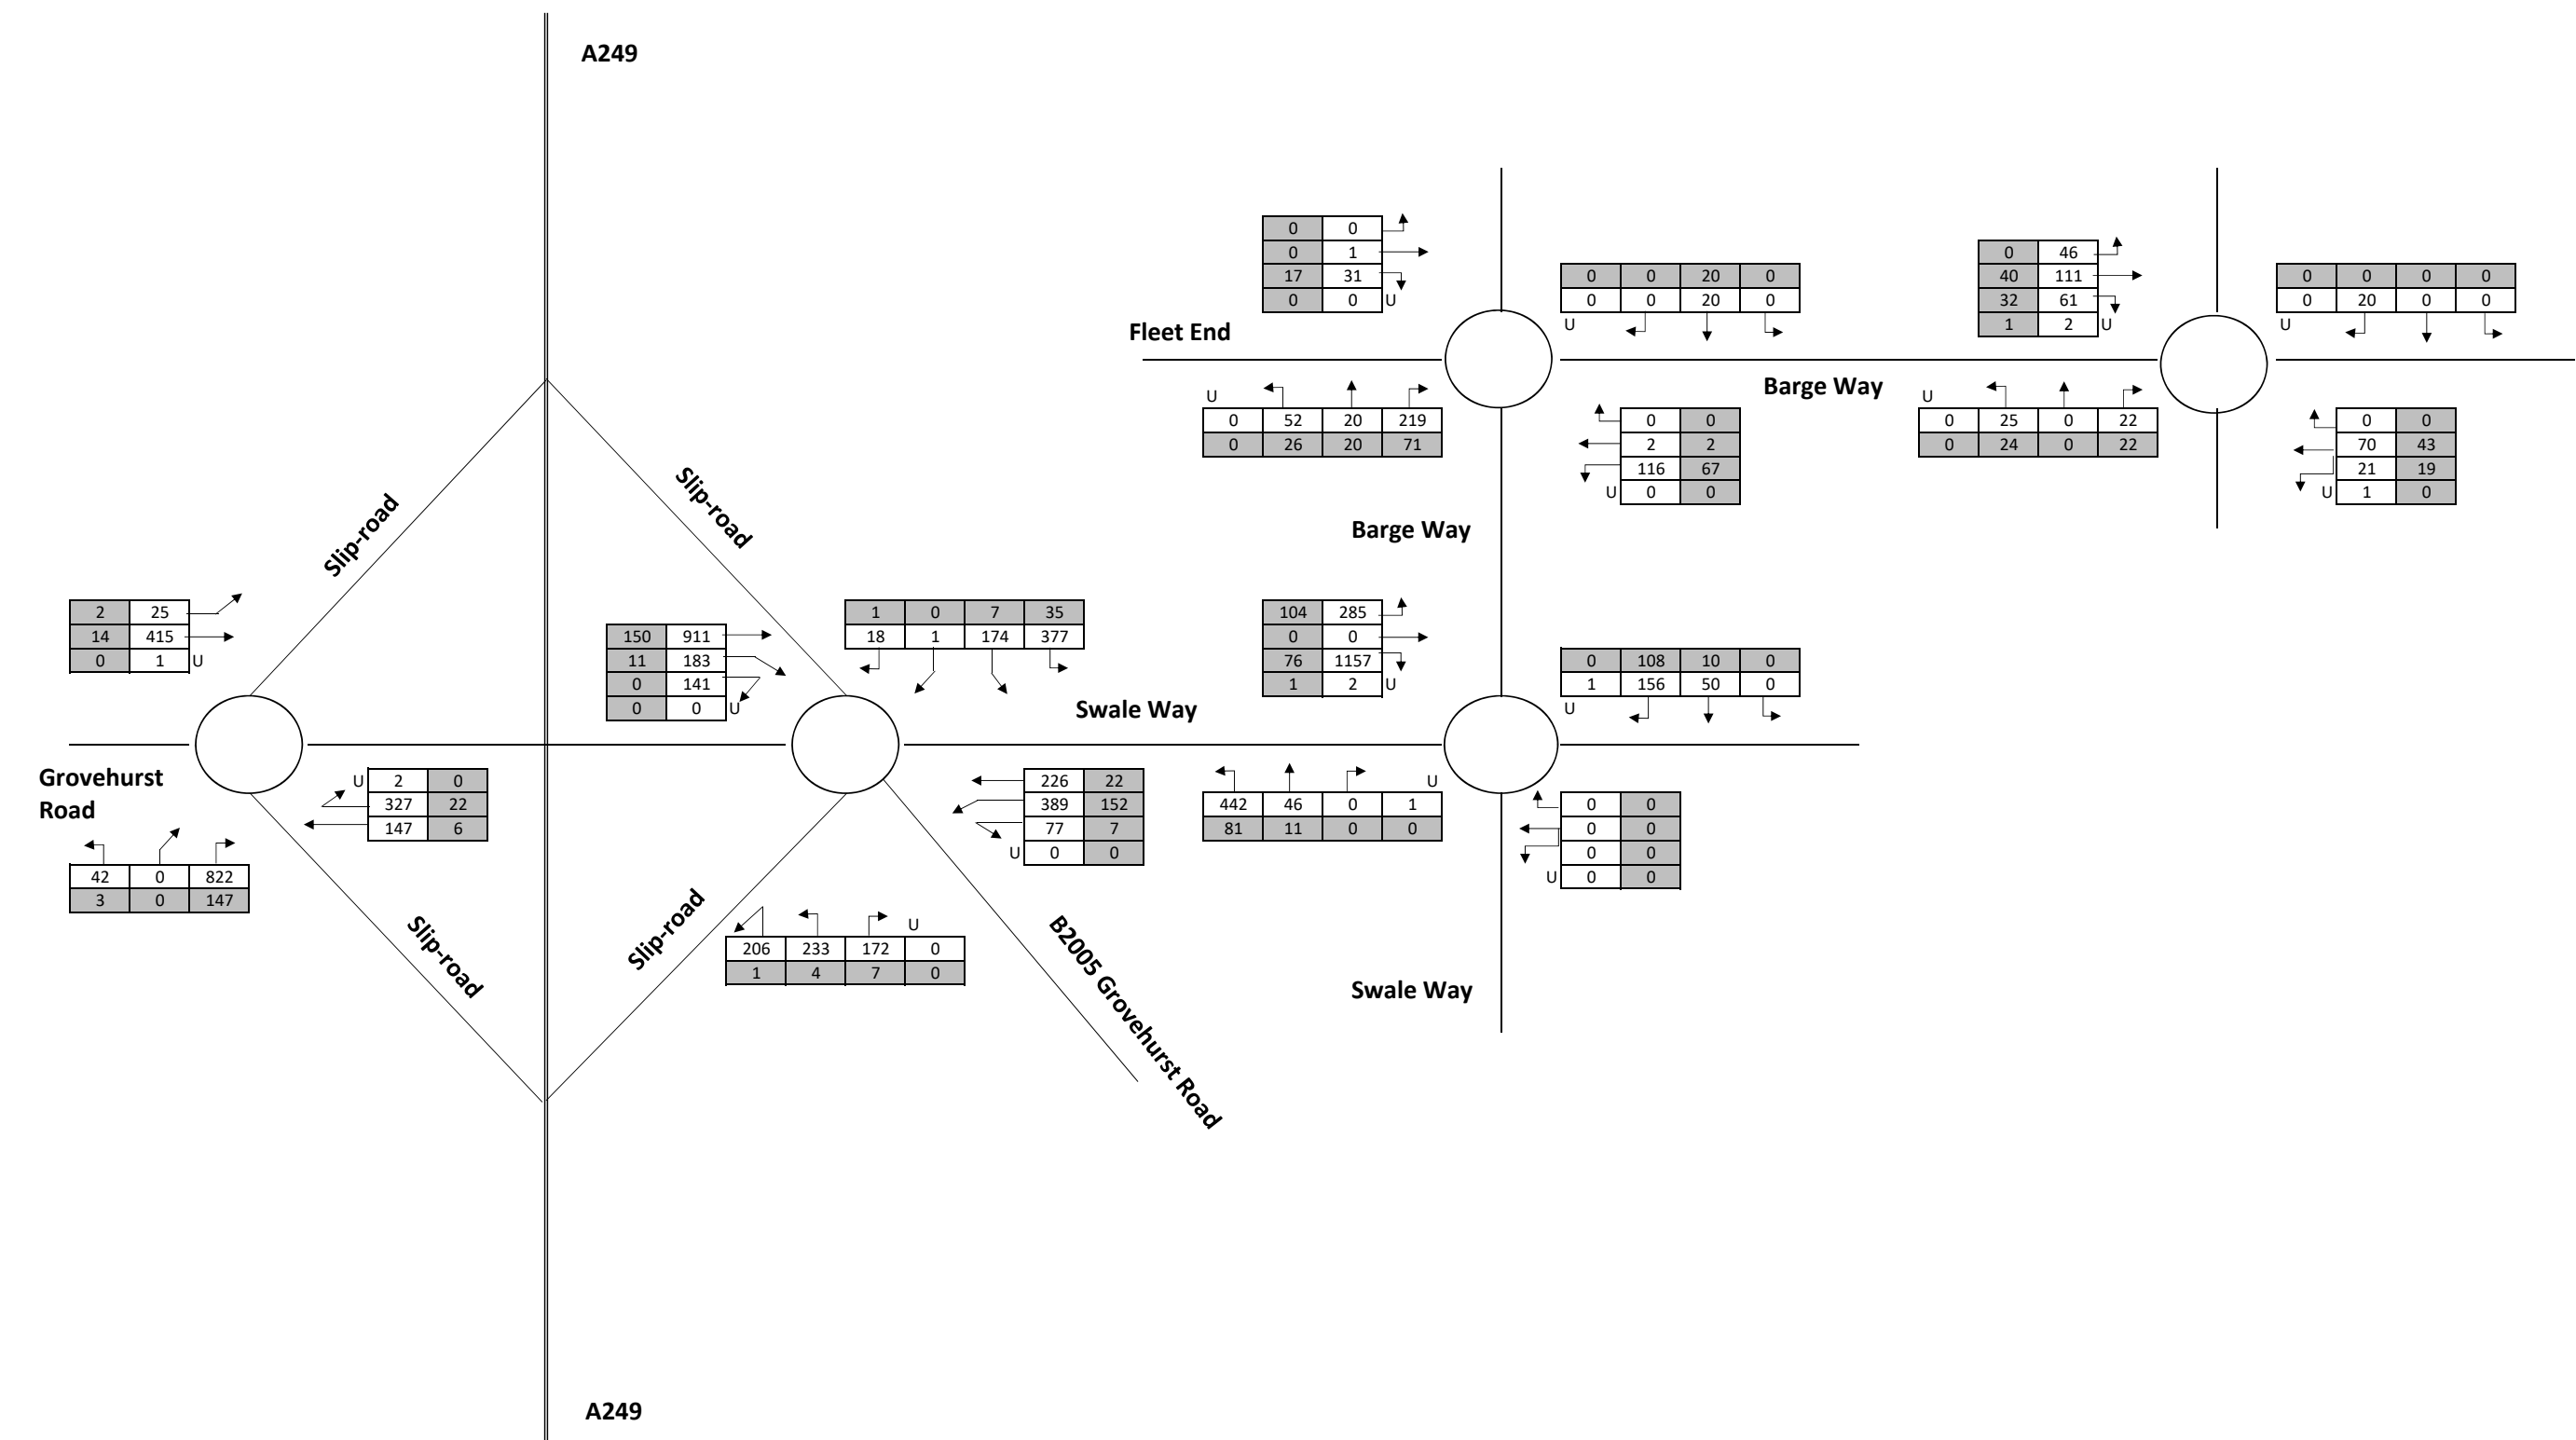 A249
0 0
0 1
17 31
0 0 U
0 0 20 0
0 0 20 0
U
0 46
40 111
32 61
1 2 U
0 0 0 0
0 20 0 0
U
Fleet End
Barge Way
U
0 52 20 219
0 26 20 71
0 0
2 2
116 67
U 0 0
U
0 25 0 22
0 24 0 22
0 0
70 43
21 19
U 1 0
Slip-road
Slip-road
Barge Way
2 25
14 415
0 1 U
150 911
11 183
0 141
0 0 U
1 0 7 35
18 1 174 377
Swale Way
104 285
0 0
76 1157
1 2 U
0 108 10 0
1 156 50 0
U
Grovehurst
Road
U 2 0
327 22
147 6
42 0 822
3 0 147
226 22
389 152
77 7
U 0 0
U
442 46 0 1
81 11 0 0
0 0
0 0
0 0
U 0 0
Slip-road
Slip-road
U
206 233 172 0
1 4 7 0
B2005 Grovehurst Road
Swale Way
A249